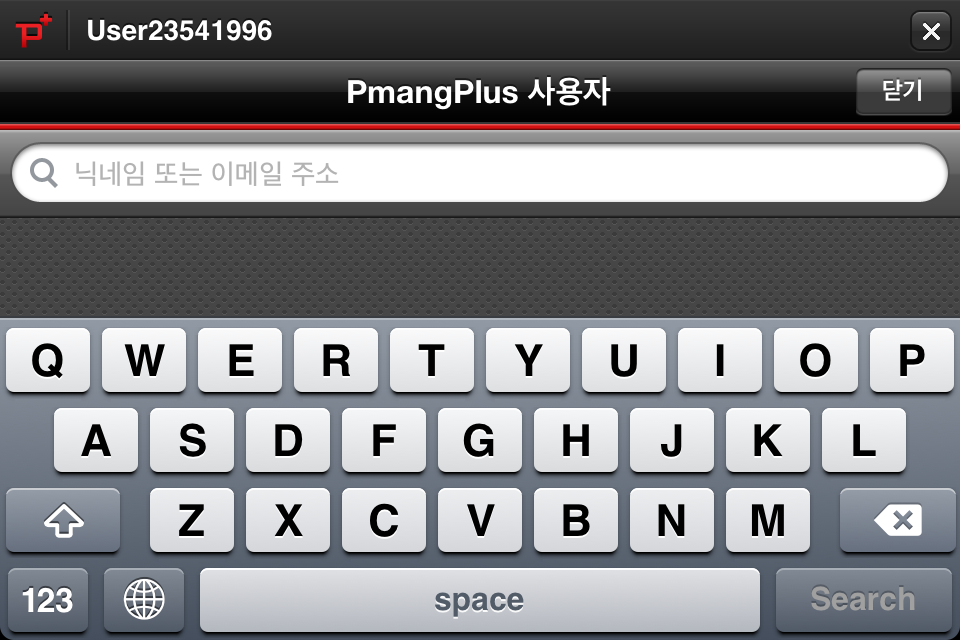 P+ User23541996
PmangPlus 사용자 닫기
닉네임 또는 이메일 주소
Q W E R T Y U I O P
A S D F G H J K L
Z X C V B N M
123 space Search